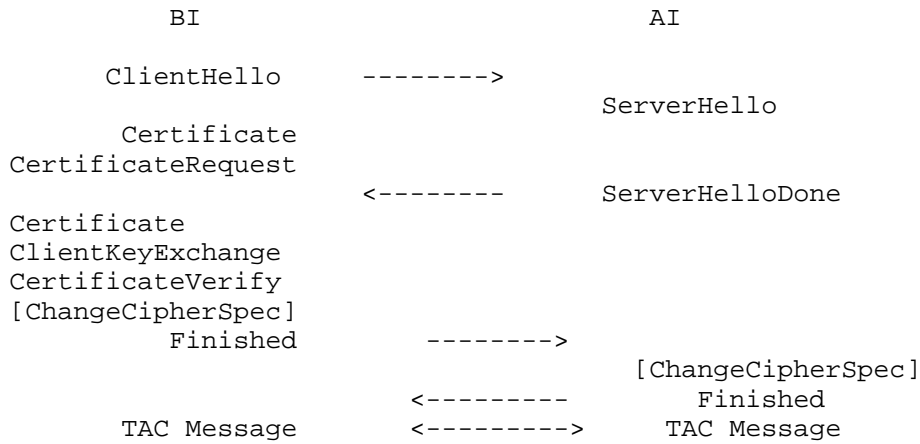 BI AI
ClientHello --------> 
ServerHello
Certificate
CertificateRequest
<-------- ServerHelloDone
Certificate
ClientKeyExchange
CertificateVerify
[ChangeCipherSpec]
Finished -------->
[ChangeCipherSpec]
<--------- Finished
TAC Message <---------> TAC Message